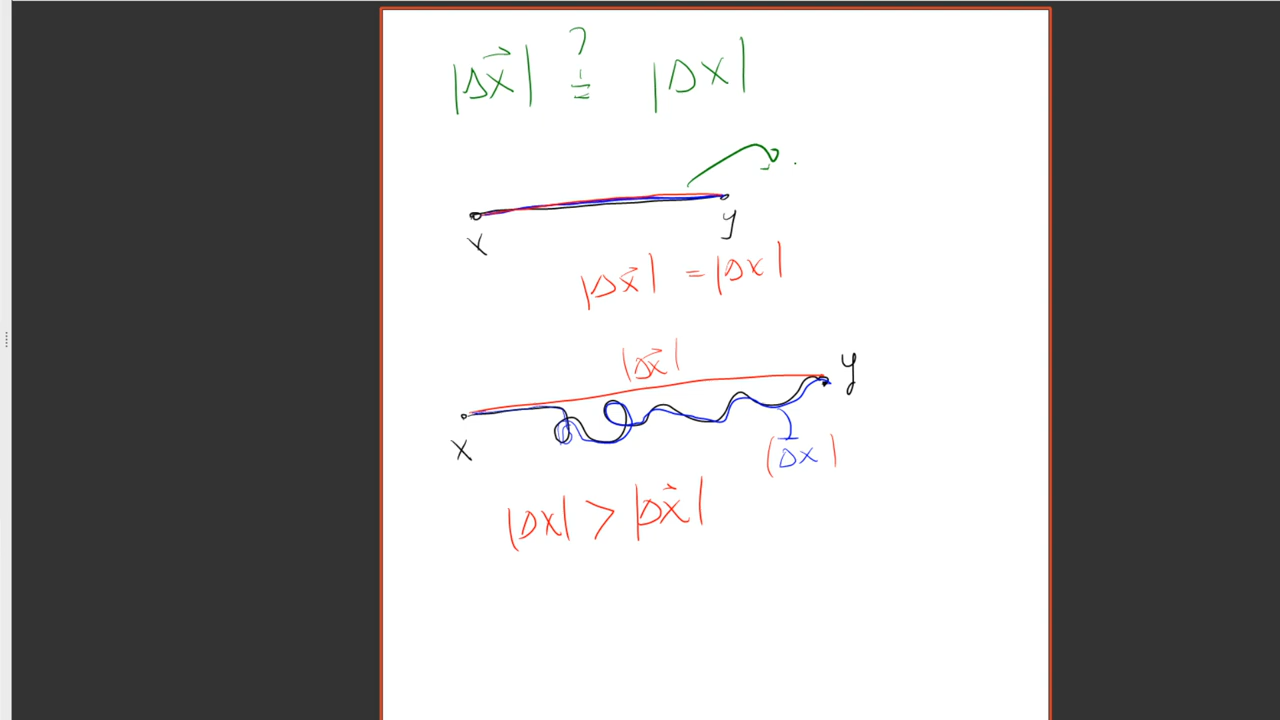 |Δx⃗| ≟ |Δx|
x y
|Δx⃗| = |Δx|
|Δx⃗|
y
x
|Δx|
|Δx| > |Δx⃗|